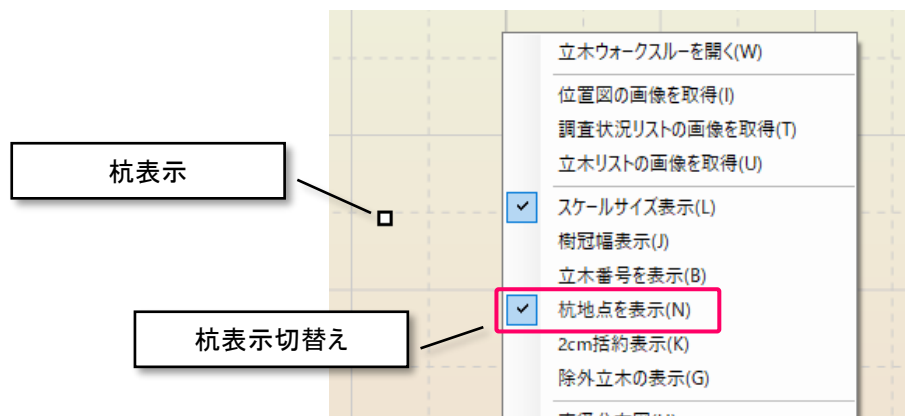 立木ウォークスルーを開く(W)
位置図の画像を取得(I)
調査状況リストの画像を取得(T)
立木リストの画像を取得(U)
杭表示
スケールサイズ表示(L)
樹冠幅表示(J)
立木番号を表示(B)
杭地点を表示(N)
杭表示切替え
2cm括約表示(K)
除外立木の表示(G)